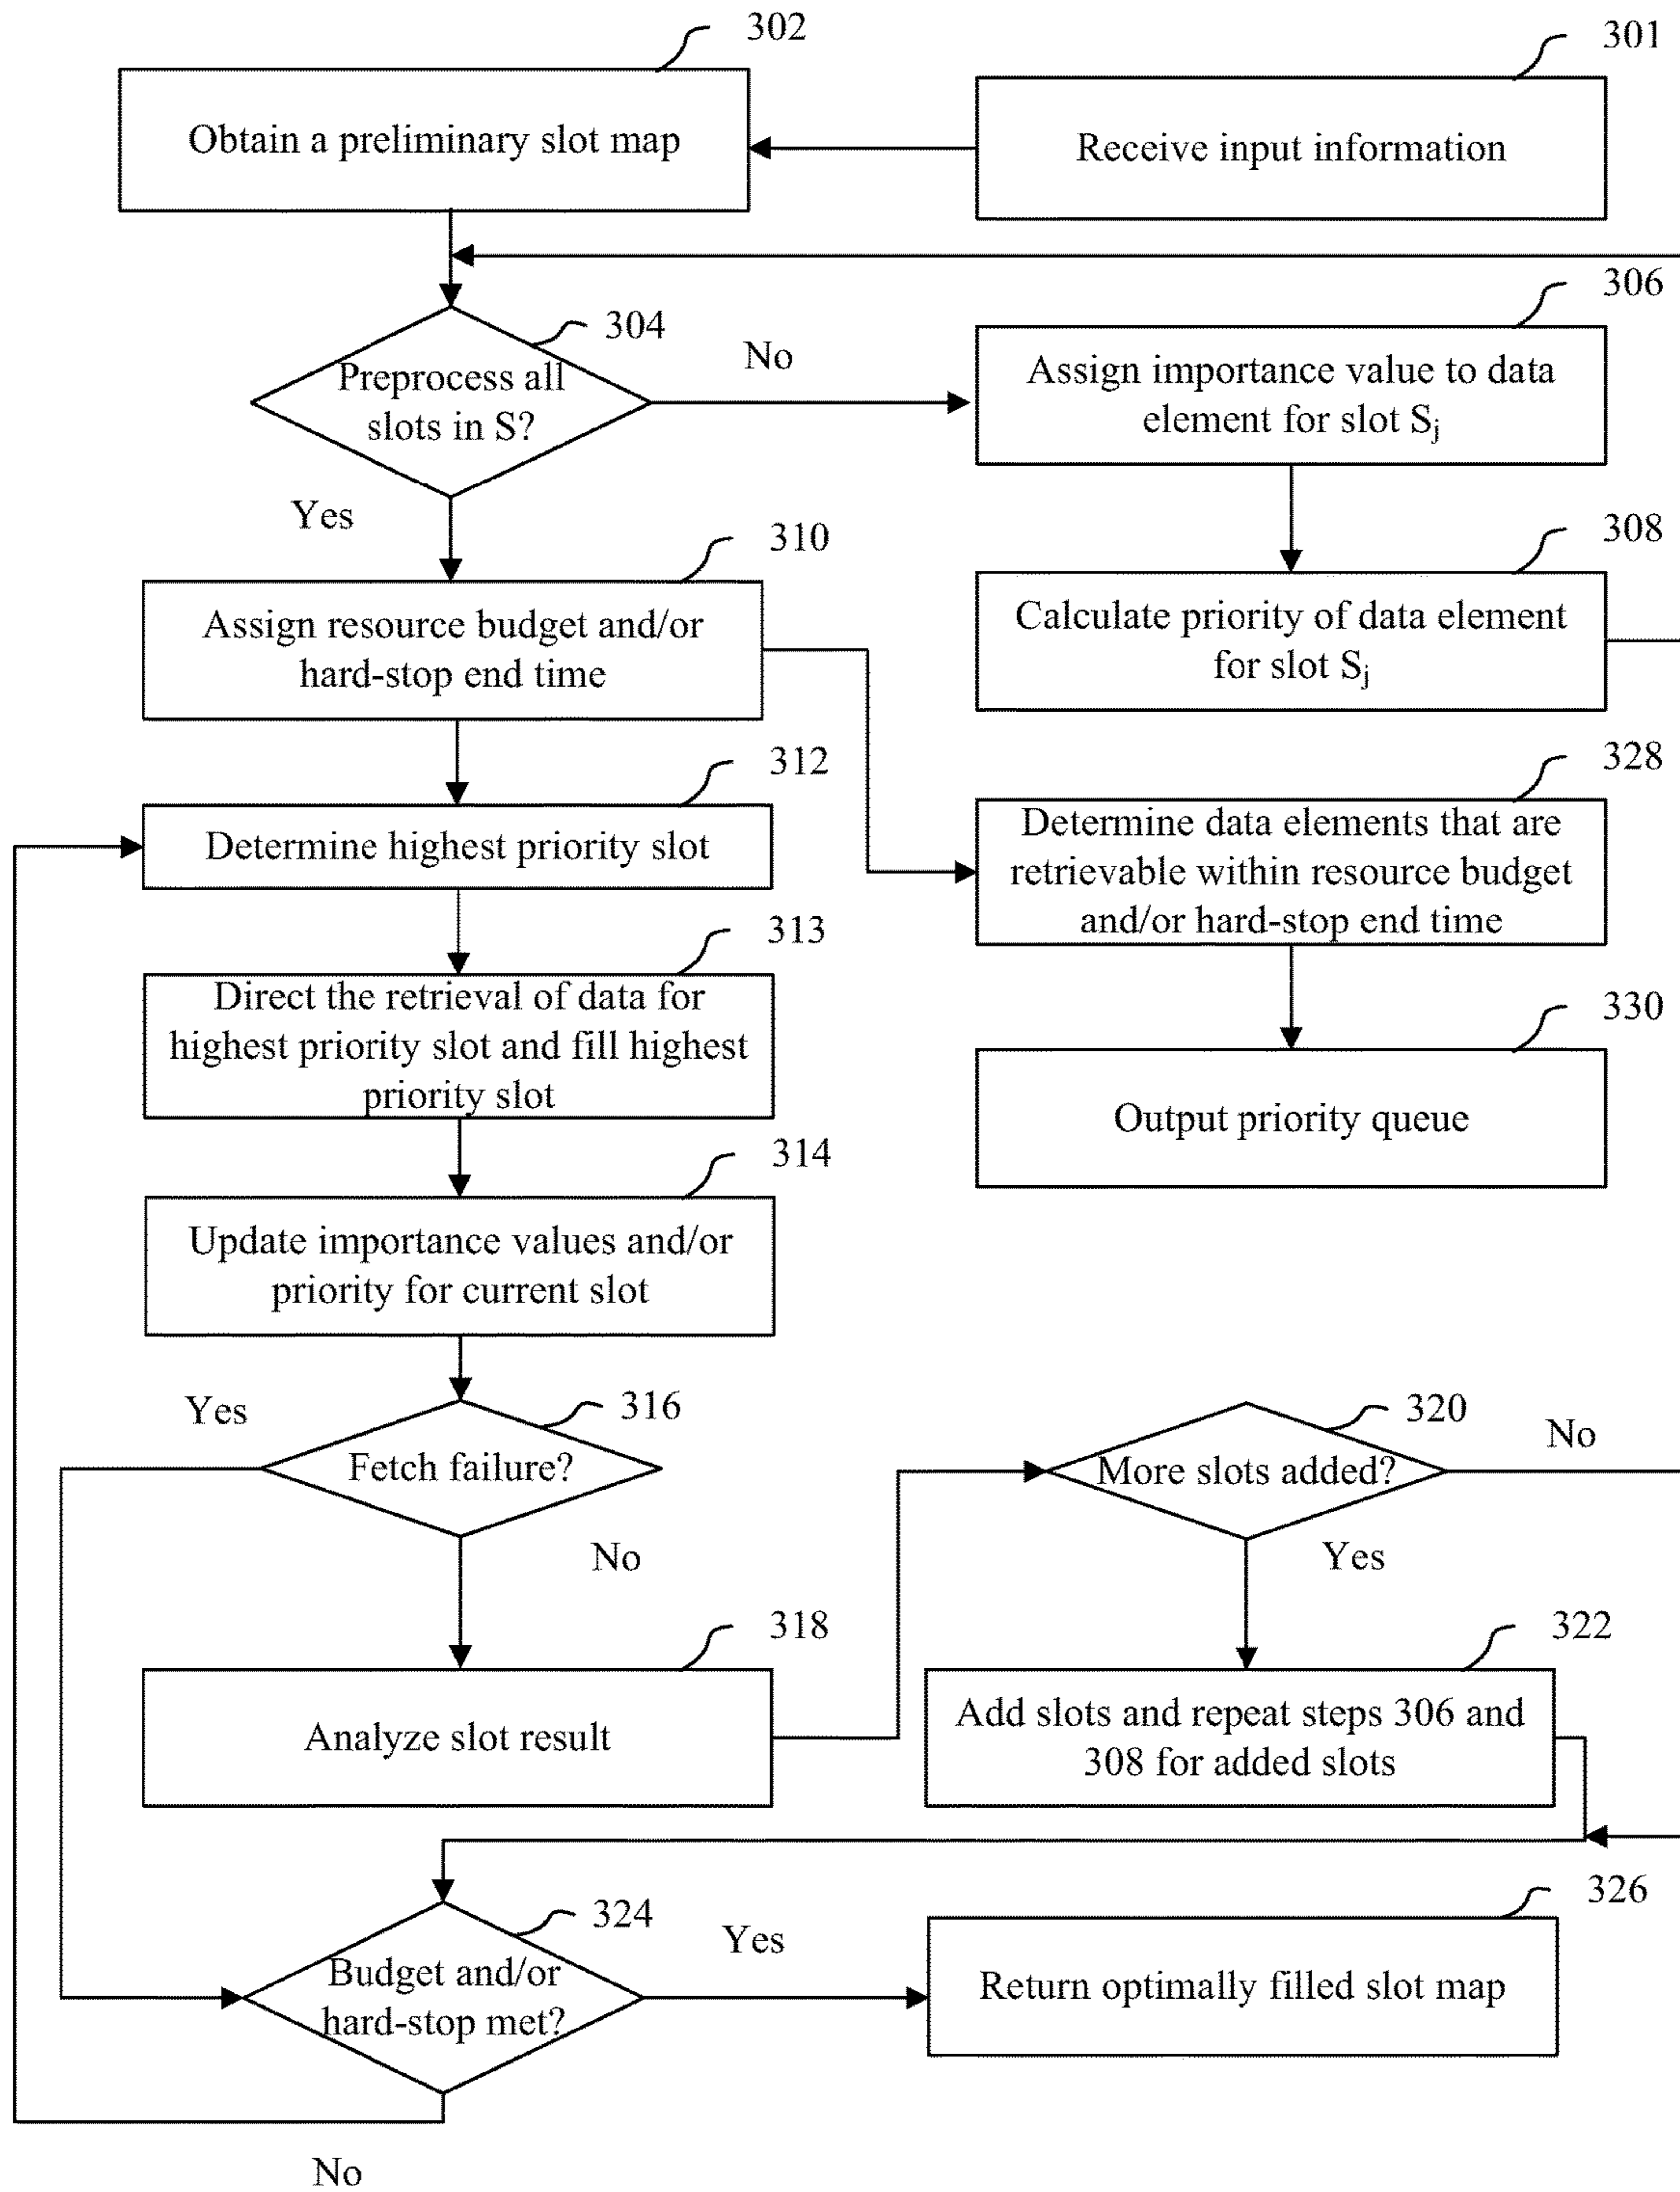 302
301
Obtain a preliminary slot map
Receive input information
304
306
Preprocess all
slots in S?
No
Assign importance value to data
element for slot Sj
Yes
310
308
Assign resource budget and/or
hard-stop end time
Calculate priority of data element
for slot Sj
312
328
Determine highest priority slot
Determine data elements that are
retrievable within resource budget
and/or hard-stop end time
313
Direct the retrieval of data for
highest priority slot and fill highest
priority slot
330
Output priority queue
314
Update importance values and/or
priority for current slot
Yes
316
Fetch failure?
No
320
More slots added?
No
Yes
318
Analyze slot result
322
Add slots and repeat steps 306 and
308 for added slots
324
Budget and/or
hard-stop met?
Yes
326
Return optimally filled slot map
No